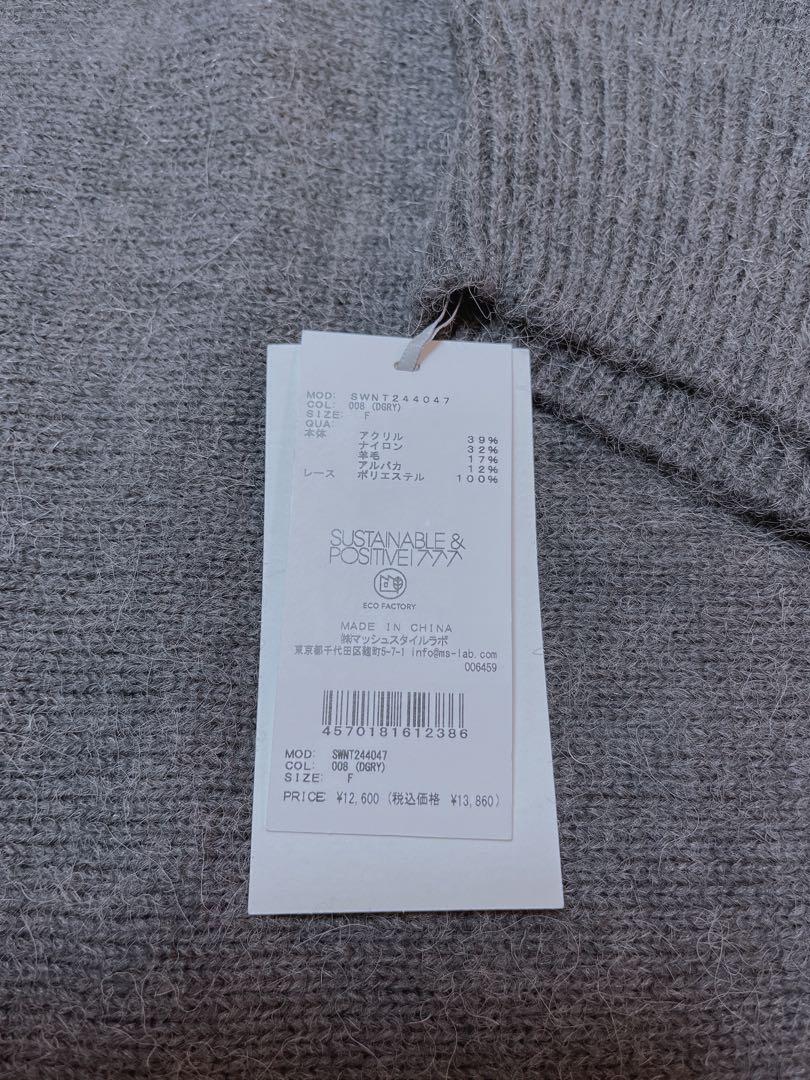 MOD: SWNT244047
COL: 008 (DGRY)
SIZE: F
QUA:
本体 アクリル 39%
ナイロン 32%
羊毛 17%
アルパカ 12%
レース ポリエステル 100%
SUSTAINABLE &
POSITIVE!
ECO FACTORY
MADE IN CHINA
㈱マッシュスタイルラボ
東京都千代田区麹町5-7-1 info@ms-lab.com
006459
4570181612386
MOD: SWNT244047
COL: 008 (DGRY)
SIZE: F
PRICE: ¥12,600 (税込価格 ¥13,860)